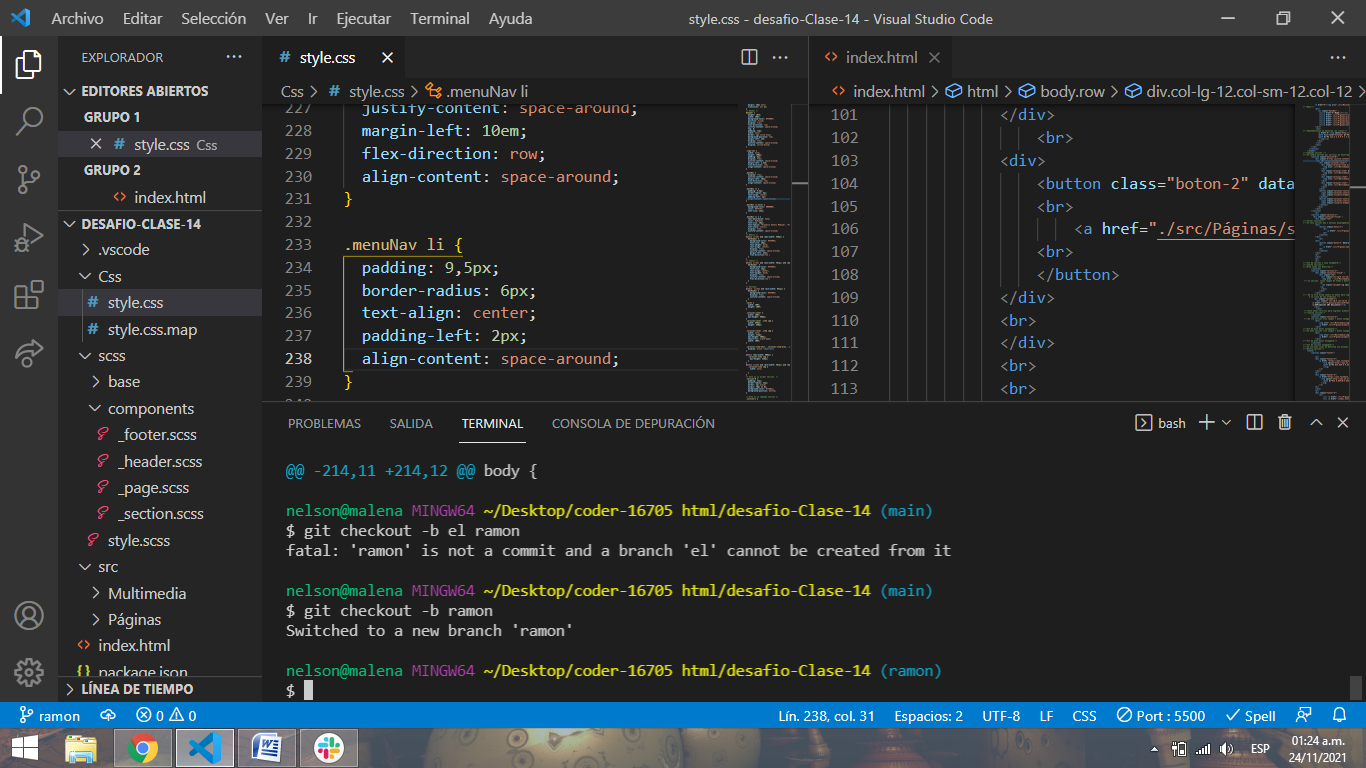 Archivo Editar Selección Ver Ir Ejecutar Terminal Ayuda style.css - desafio-Clase-14 - Visual Studio Code
EXPLORADOR
EDITORES ABIERTOS
GRUPO 1
style.css Css
GRUPO 2
index.html
DESAFIO-CLASE-14
.vscode
Css
style.css
style.css.map
scss
base
components
_footer.scss
_header.scss
_page.scss
_section.scss
style.scss
src
Multimedia
Páginas
index.html
package.json
LÍNEA DE TIEMPO
style.css
Css > style.css > .menuNav li
227 justify-content: space-around;
228 margin-left: 10em;
229 flex-direction: row;
230 align-content: space-around;
231 }
232
233 .menuNav li {
234 padding: 9,5px;
235 border-radius: 6px;
236 text-align: center;
237 padding-left: 2px;
238 align-content: space-around;
239 }
index.html
index.html > html > body.row > div.col-lg-12.col-sm-12.col-12 >
101 </div>
102 <br>
103 <div>
104 <button class="boton-2" data
105 <br>
106 <a href="./src/Páginas/s
107 <br>
108 </button>
109 </div>
110 <br>
111 </div>
112 <br>
113 <br>
PROBLEMAS SALIDA TERMINAL CONSOLA DE DEPURACIÓN bash
@@ -214,11 +214,12 @@ body {
nelson@malena MINGW64 ~/Desktop/coder-16705 html/desafio-Clase-14 (main)
$ git checkout -b el ramon
fatal: 'ramon' is not a commit and a branch 'el' cannot be created from it
nelson@malena MINGW64 ~/Desktop/coder-16705 html/desafio-Clase-14 (main)
$ git checkout -b ramon
Switched to a new branch 'ramon'
nelson@malena MINGW64 ~/Desktop/coder-16705 html/desafio-Clase-14 (ramon)
$
ramon 0 0 Lín. 238, col. 31 Espacios: 2 UTF-8 LF CSS Port : 5500 Spell
ESP 01:24 a.m.
24/11/2021